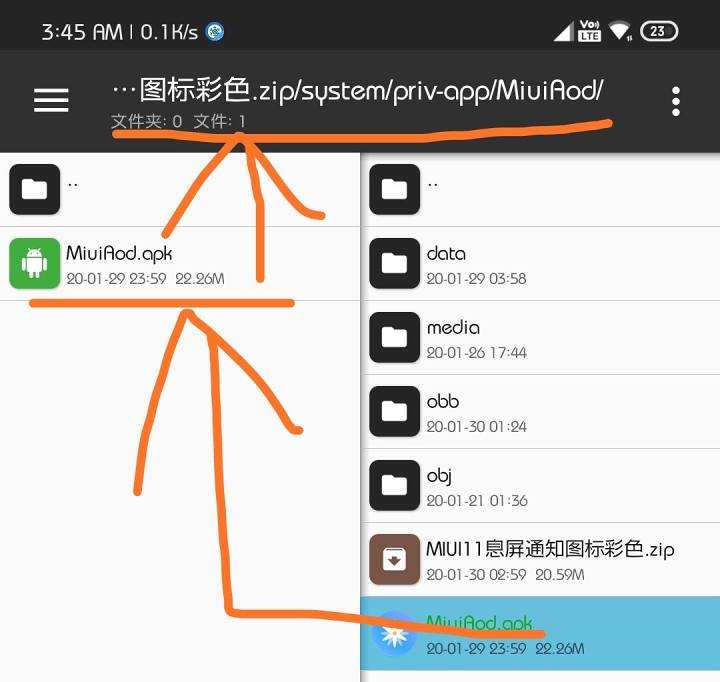 3:45 AM | 0.1K/s
Vo))
LTE
23
···图标彩色.zip/system/priv-app/MiuiAod/
文件夹: 0 文件: 1
..
MiuiAod.apk
20-01-29 23:59 22.26M
..
data
20-01-29 03:58
media
20-01-26 17:44
obb
20-01-30 01:24
obj
20-01-21 01:36
MIUI11息屏通知图标彩色.zip
20-01-30 02:59 20.59M
MiuiAod.apk
20-01-29 23:59 22.26M